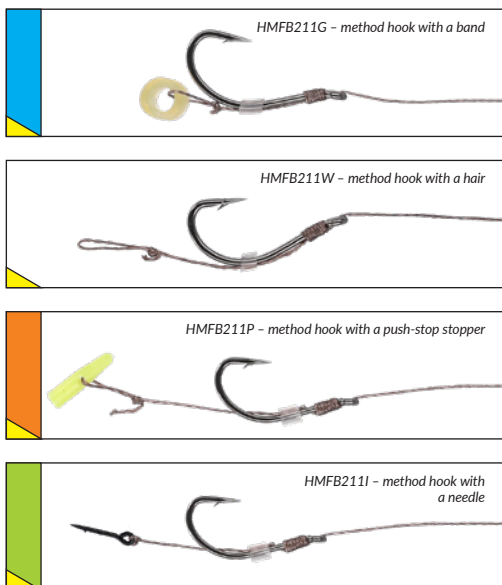 HMFB211G – method hook with a band
HMFB211W – method hook with a hair
HMFB211P – method hook with a push-stop stopper
HMFB211I – method hook with
a needle